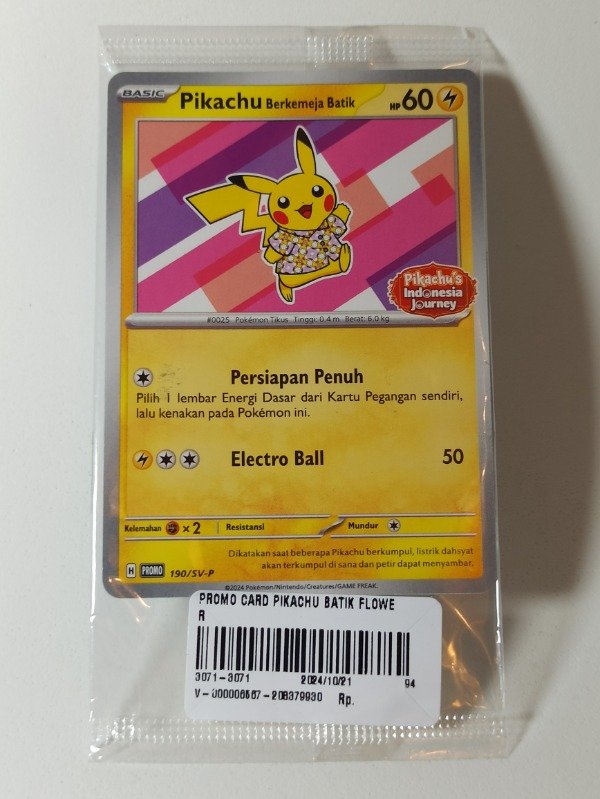 BASIC Pikachu Berkemeja Batik HP 60
Pikachu's
Indonesia
Journey
#0025 Pokémon Tikus Tinggi: 0.4 m Berat: 6.0 kg
Persiapan Penuh
Pilih 1 lembar Energi Dasar dari Kartu Pegangan sendiri,
lalu kenakan pada Pokémon ini.
Electro Ball 50
Kelemahan × 2 Resistansi Mundur
Dikatakan saat beberapa Pikachu berkumpul, listrik dahsyat
akan terkumpul di sana dan petir dapat menyambar.
H PROMO 190/SV-P
©2024 Pokémon/Nintendo/Creatures/GAME FREAK.
PROMO CARD PIKACHU BATIK FLOWE
R
3071-3071 2024/10/21 94
Rp.